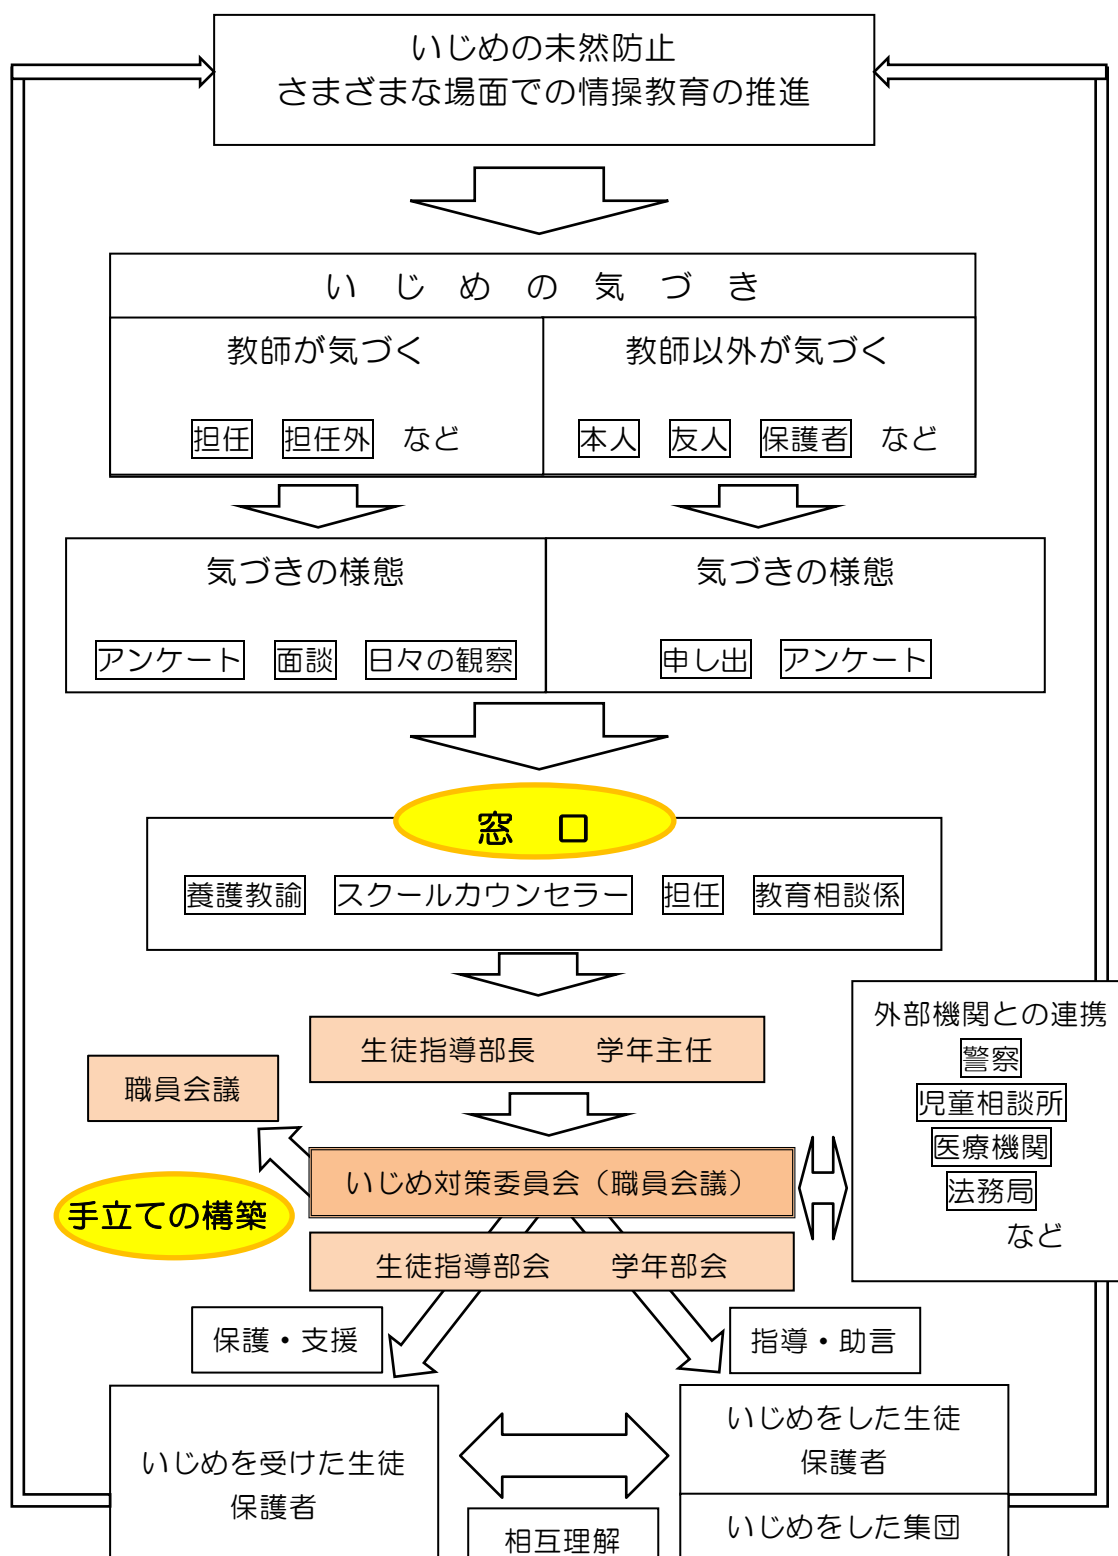 いじめの未然防止
さまざまな場面での情操教育の推進
いじめの気づき
教師が気づく
担任 担任外 など
教師以外が気づく
本人 友人 保護者 など
気づきの様態
アンケート 面談 日々の観察
気づきの様態
申し出 アンケート
窓 口
養護教諭 スクールカウンセラー 担任 教育相談係
生徒指導部長 学年主任
職員会議
いじめ対策委員会（職員会議）
手立ての構築
生徒指導部会 学年部会
外部機関との連携
警察
児童相談所
医療機関
法務局
など
保護・支援
指導・助言
いじめを受けた生徒
保護者
相互理解
いじめをした生徒
保護者
いじめをした集団